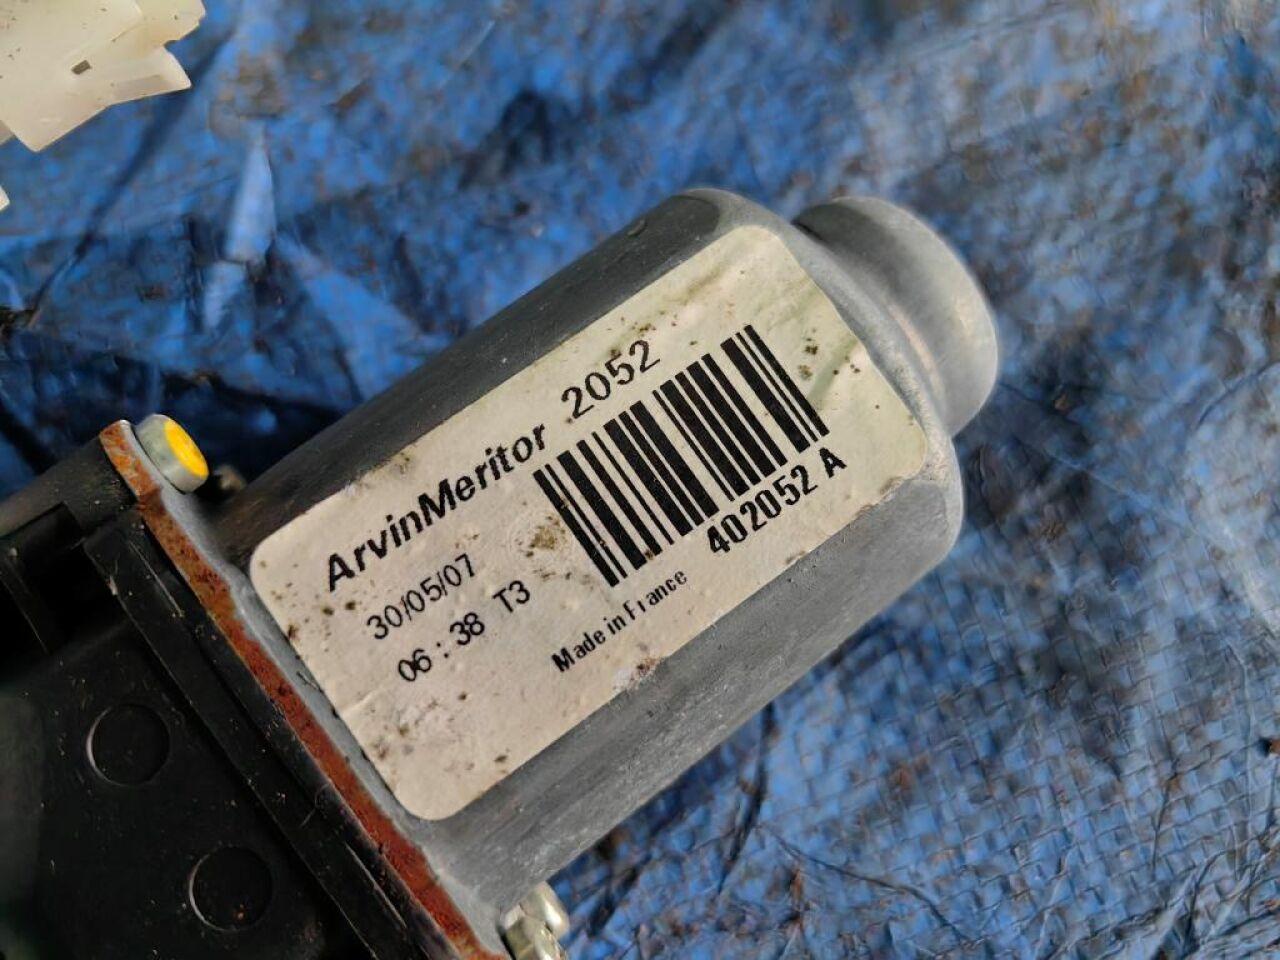 ArvinMeritor 2052
30/05/07
06 : 38 T3
402052 A
Made in France